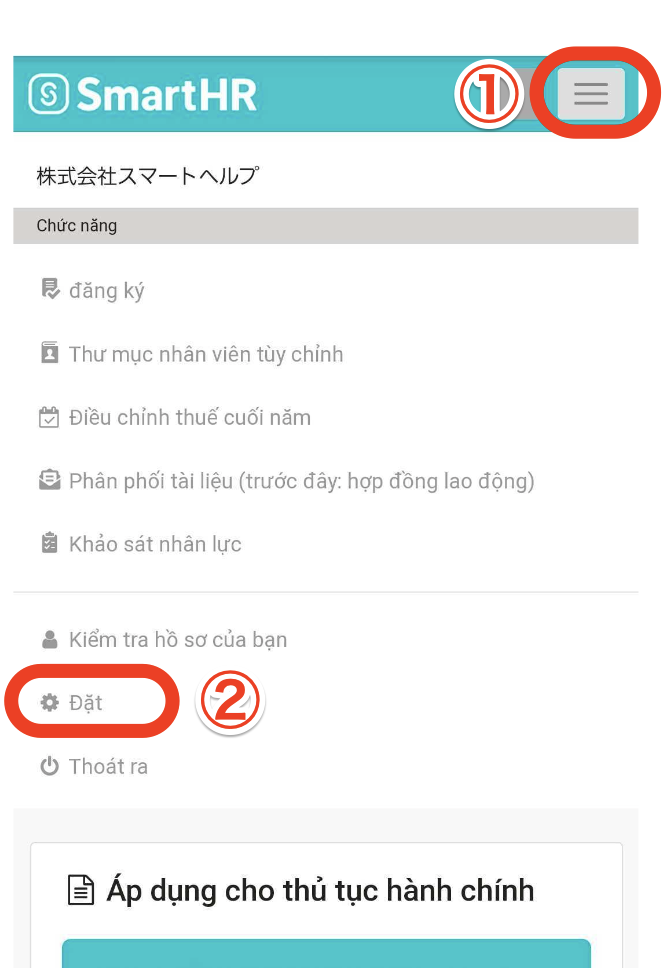 SmartHR
①
株式会社スマートヘルプ
Chức năng
đăng ký
Thư mục nhân viên tùy chỉnh
Điều chỉnh thuế cuối năm
Phân phối tài liệu (trước đây: hợp đồng lao động)
Khảo sát nhân lực
Kiểm tra hồ sơ của bạn
Đặt
②
Thoát ra
Áp dụng cho thủ tục hành chính